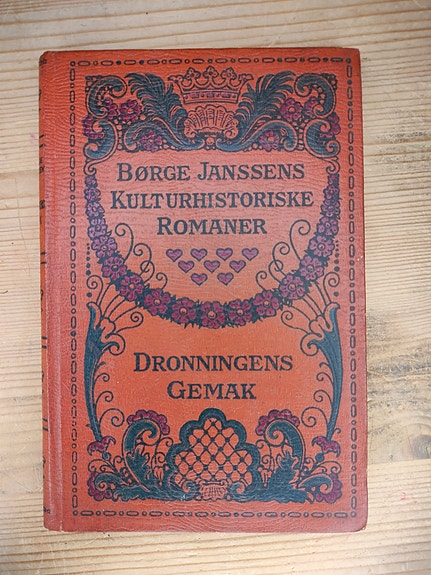 BØRGE JANSSENS
KULTURHISTORISKE
ROMANER
DRONNINGENS
GEMAK